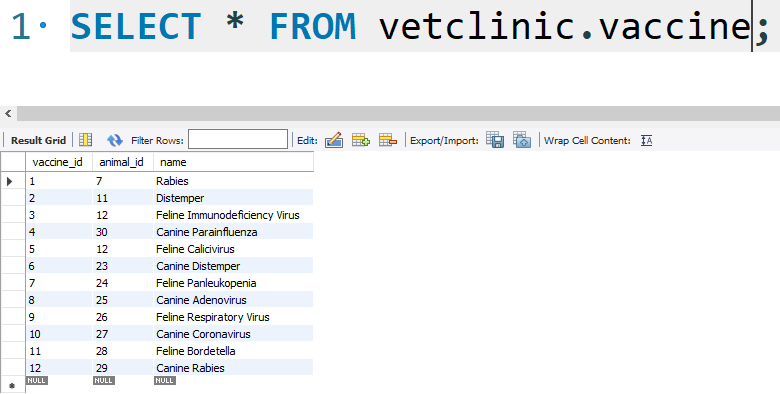 1 SELECT * FROM vetclinic.vaccine;
Result Grid Filter Rows: Edit: Export/Import: Wrap Cell Content: IA
vaccine_id animal_id name
1 7 Rabies
2 11 Distemper
3 12 Feline Immunodeficiency Virus
4 30 Canine Parainfluenza
5 12 Feline Calicivirus
6 23 Canine Distemper
7 24 Feline Panleukopenia
8 25 Canine Adenovirus
9 26 Feline Respiratory Virus
10 27 Canine Coronavirus
11 28 Feline Bordetella
12 29 Canine Rabies
NULL NULL NULL